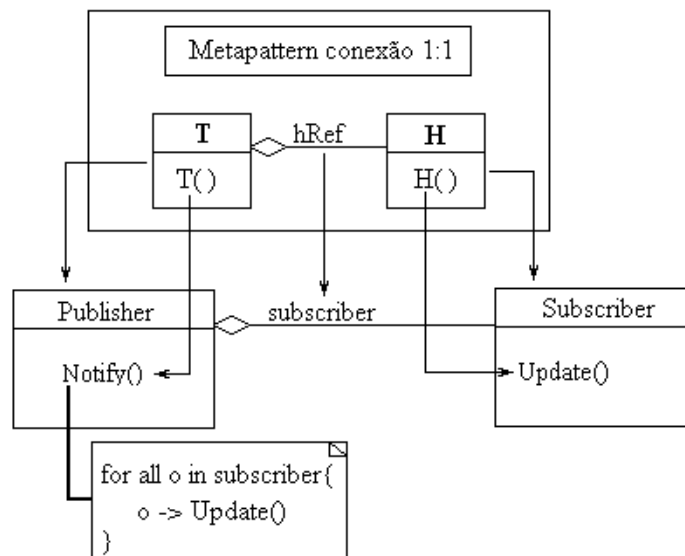 Metapattern conexão 1:1
T
hRef
H
T()
H()
Publisher
subscriber
Subscriber
Notify()
Update()
for all o in subscriber{
o -> Update()
}